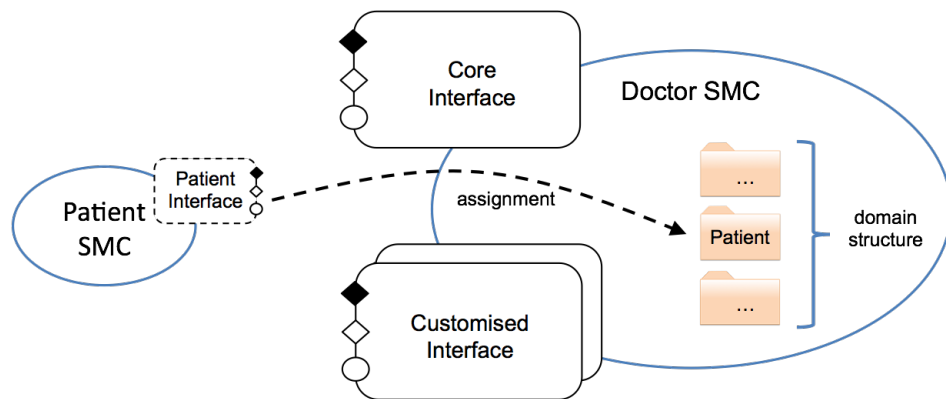 Core
Interface
Doctor SMC
Patient
Interface
Patient
SMC
assignment
...
Patient
...
domain
structure
Customised
Interface